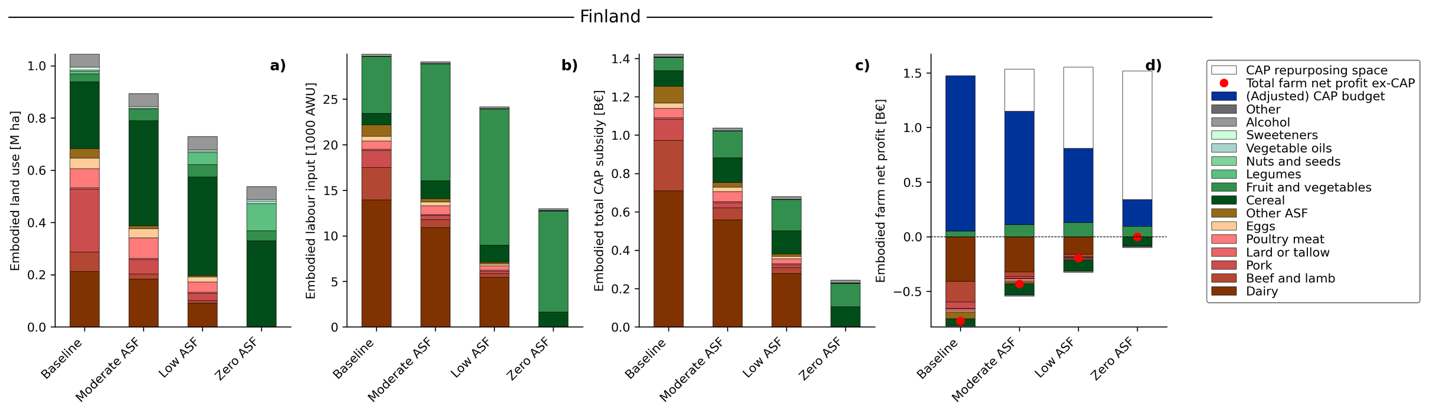 Finland
a)
Embodied land use [M ha]
1.0
0.8
0.6
0.4
0.2
0.0
Baseline
Moderate ASF
Low ASF
Zero ASF
b)
Embodied labour input [1000 AWU]
25
20
15
10
5
0
Baseline
Moderate ASF
Low ASF
Zero ASF
c)
Embodied total CAP subsidy [B€]
1.4
1.2
1.0
0.8
0.6
0.4
0.2
0.0
Baseline
Moderate ASF
Low ASF
Zero ASF
d)
Embodied farm net profit [B€]
1.5
1.0
0.5
0.0
−0.5
Baseline
Moderate ASF
Low ASF
Zero ASF
CAP repurposing space
Total farm net profit ex-CAP
(Adjusted) CAP budget
Other
Alcohol
Sweeteners
Vegetable oils
Nuts and seeds
Legumes
Fruit and vegetables
Cereal
Other ASF
Eggs
Poultry meat
Lard or tallow
Pork
Beef and lamb
Dairy